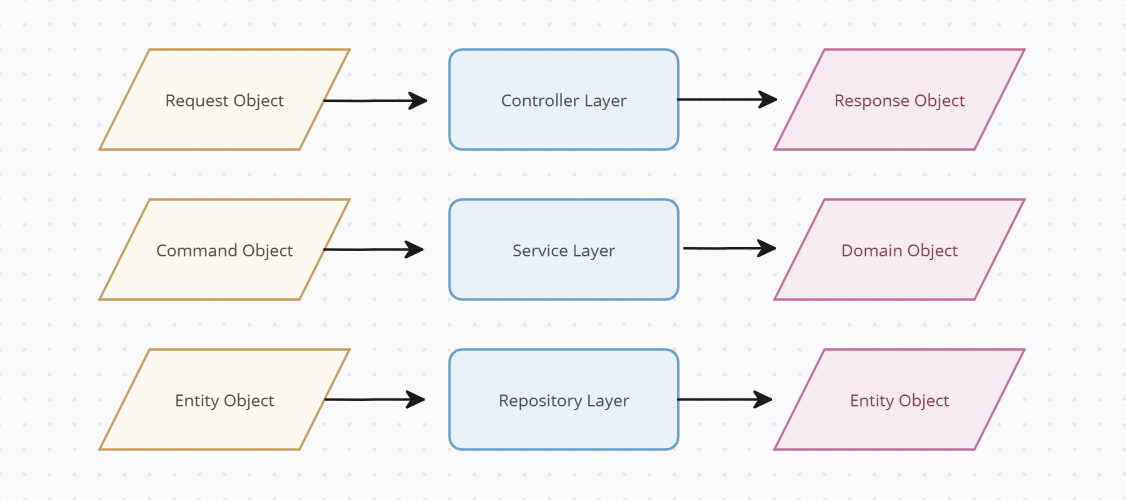 Request Object
Controller Layer
Response Object
Command Object
Service Layer
Domain Object
Entity Object
Repository Layer
Entity Object